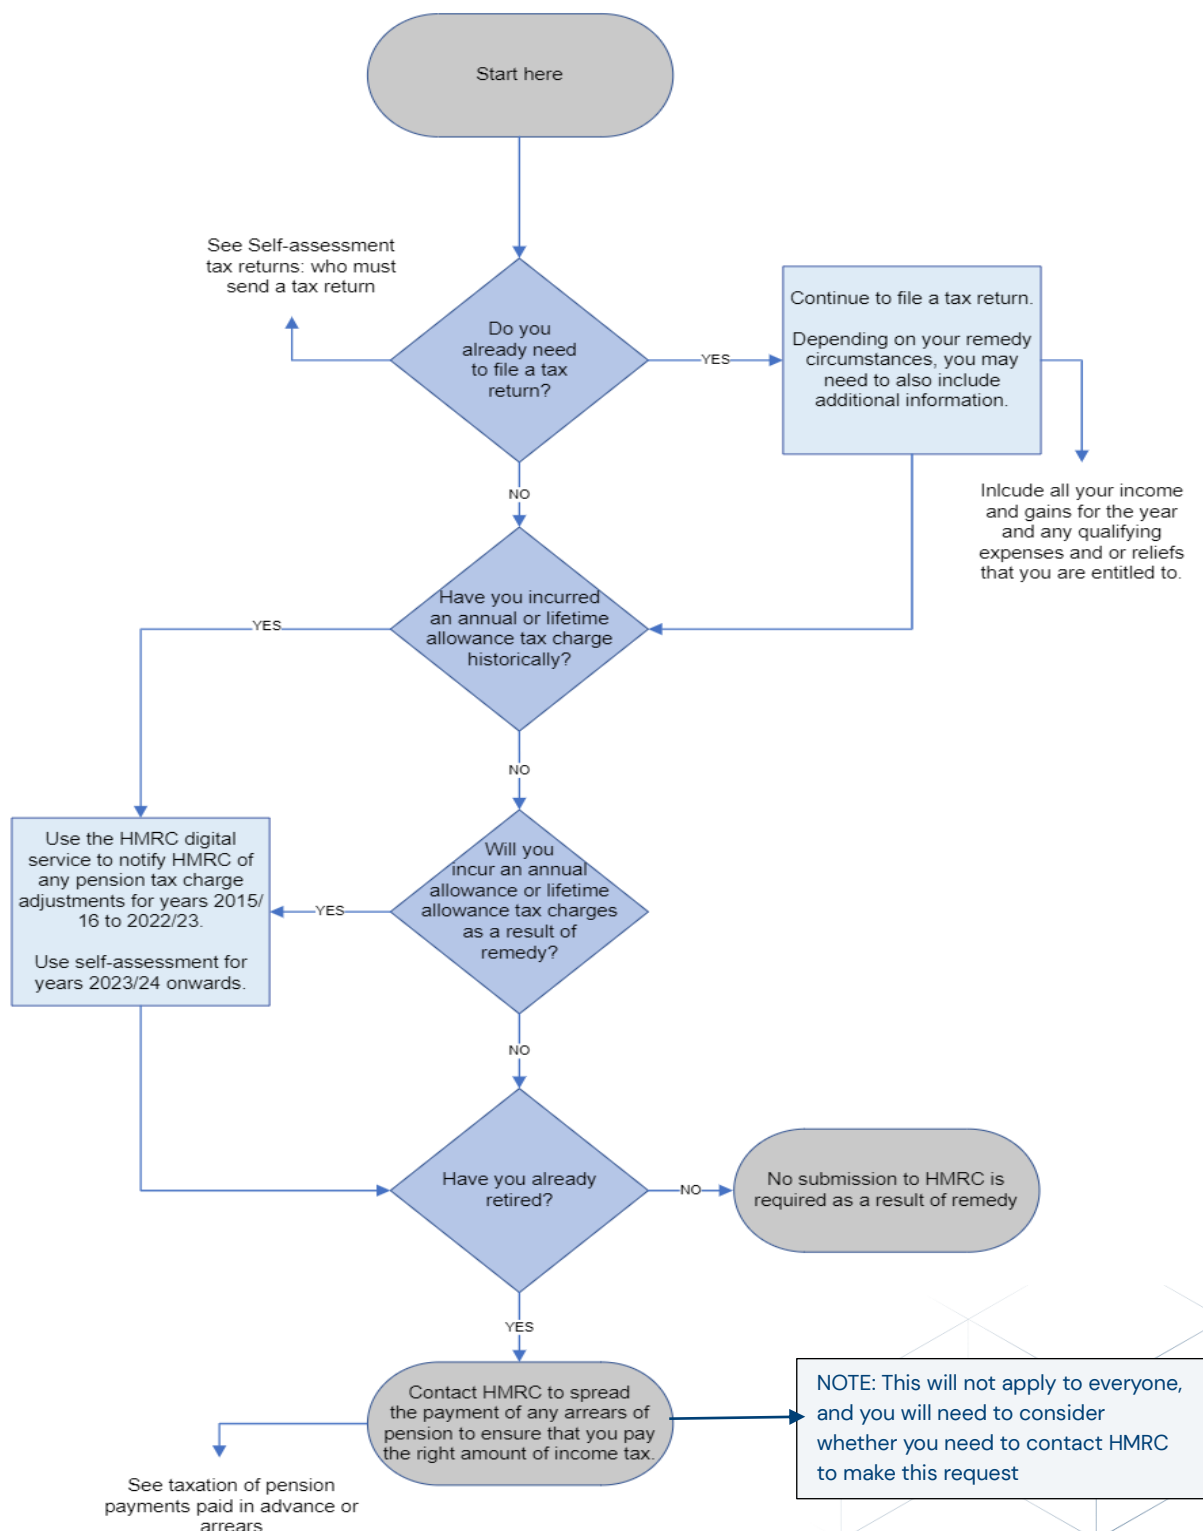 Start here
See Self-assessment
tax returns: who must
send a tax return
Do you
already need
to file a tax
return?
YES
Continue to file a tax return.
Depending on your remedy
circumstances, you may
need to also include
additional information.
NO
Inlcude all your income
and gains for the year
and any qualifying
expenses and or reliefs
that you are entitled to.
Have you incurred
an annual or lifetime
allowance tax charge
historically?
YES
NO
Use the HMRC digital
service to notify HMRC of
any pension tax charge
adjustments for years 2015/
16 to 2022/23.
Use self-assessment for
years 2023/24 onwards.
YES
Will you
incur an annual
allowance or lifetime
allowance tax charges
as a result of
remedy?
NO
Have you already
retired?
NO
No submission to HMRC is
required as a result of remedy
YES
Contact HMRC to spread
the payment of any arrears of
pension to ensure that you pay
the right amount of income tax.
NOTE: This will not apply to everyone,
and you will need to consider
whether you need to contact HMRC
to make this request
See taxation of pension
payments paid in advance or
arrears